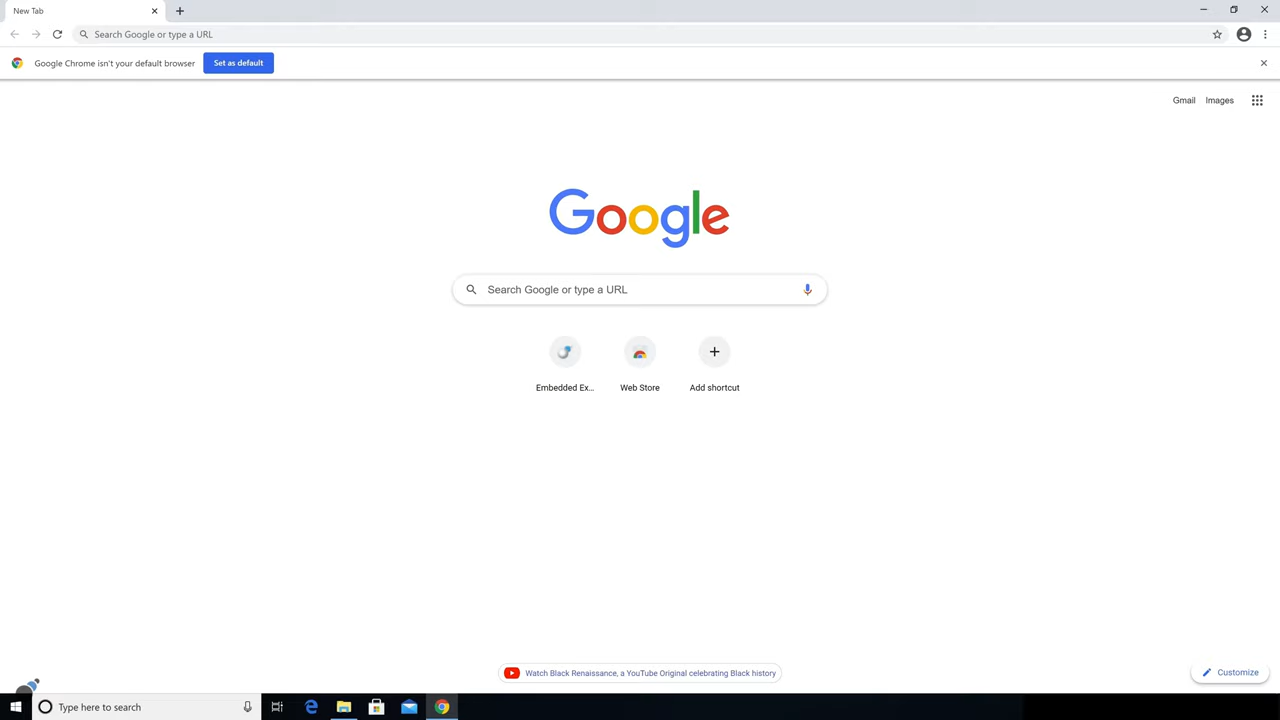 New Tab
Search Google or type a URL
Google Chrome isn't your default browser
Set as default
Gmail
Images
Google
Search Google or type a URL
Embedded Ex...
Web Store
Add shortcut
Watch Black Renaissance, a YouTube Original celebrating Black history
Customize
Type here to search